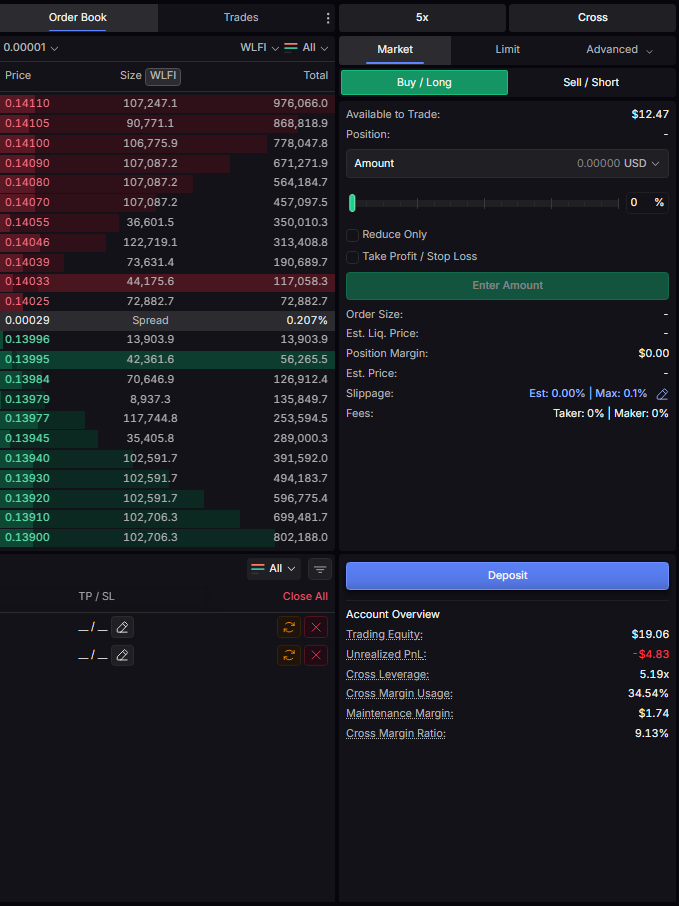 Order Book Trades
0.00001 WLFI All
Price Size WLFI Total
0.14110 107,247.1 976,066.0
0.14105 90,771.1 868,818.9
0.14100 106,775.9 778,047.8
0.14090 107,087.2 671,271.9
0.14080 107,087.2 564,184.7
0.14070 107,087.2 457,097.5
0.14055 36,601.5 350,010.3
0.14046 122,719.1 313,408.8
0.14039 73,631.4 190,689.7
0.14033 44,175.6 117,058.3
0.14025 72,882.7 72,882.7
0.00029 Spread 0.207%
0.13996 13,903.9 13,903.9
0.13995 42,361.6 56,265.5
0.13984 70,646.9 126,912.4
0.13979 8,937.3 135,849.7
0.13977 117,744.8 253,594.5
0.13945 35,405.8 289,000.3
0.13940 102,591.7 391,592.0
0.13930 102,591.7 494,183.7
0.13920 102,591.7 596,775.4
0.13910 102,706.3 699,481.7
0.13900 102,706.3 802,188.0
All
TP / SL Close All
— / —
— / —
5x Cross
Market Limit Advanced
Buy / Long Sell / Short
Available to Trade: $12.47
Position: -
Amount 0.00000 USD
0 %
Reduce Only
Take Profit / Stop Loss
Enter Amount
Order Size: -
Est. Liq. Price: -
Position Margin: $0.00
Est. Price: -
Slippage: Est: 0.00% | Max: 0.1%
Fees: Taker: 0% | Maker: 0%
Deposit
Account Overview
Trading Equity: $19.06
Unrealized PnL: -$4.83
Cross Leverage: 5.19x
Cross Margin Usage: 34.54%
Maintenance Margin: $1.74
Cross Margin Ratio: 9.13%